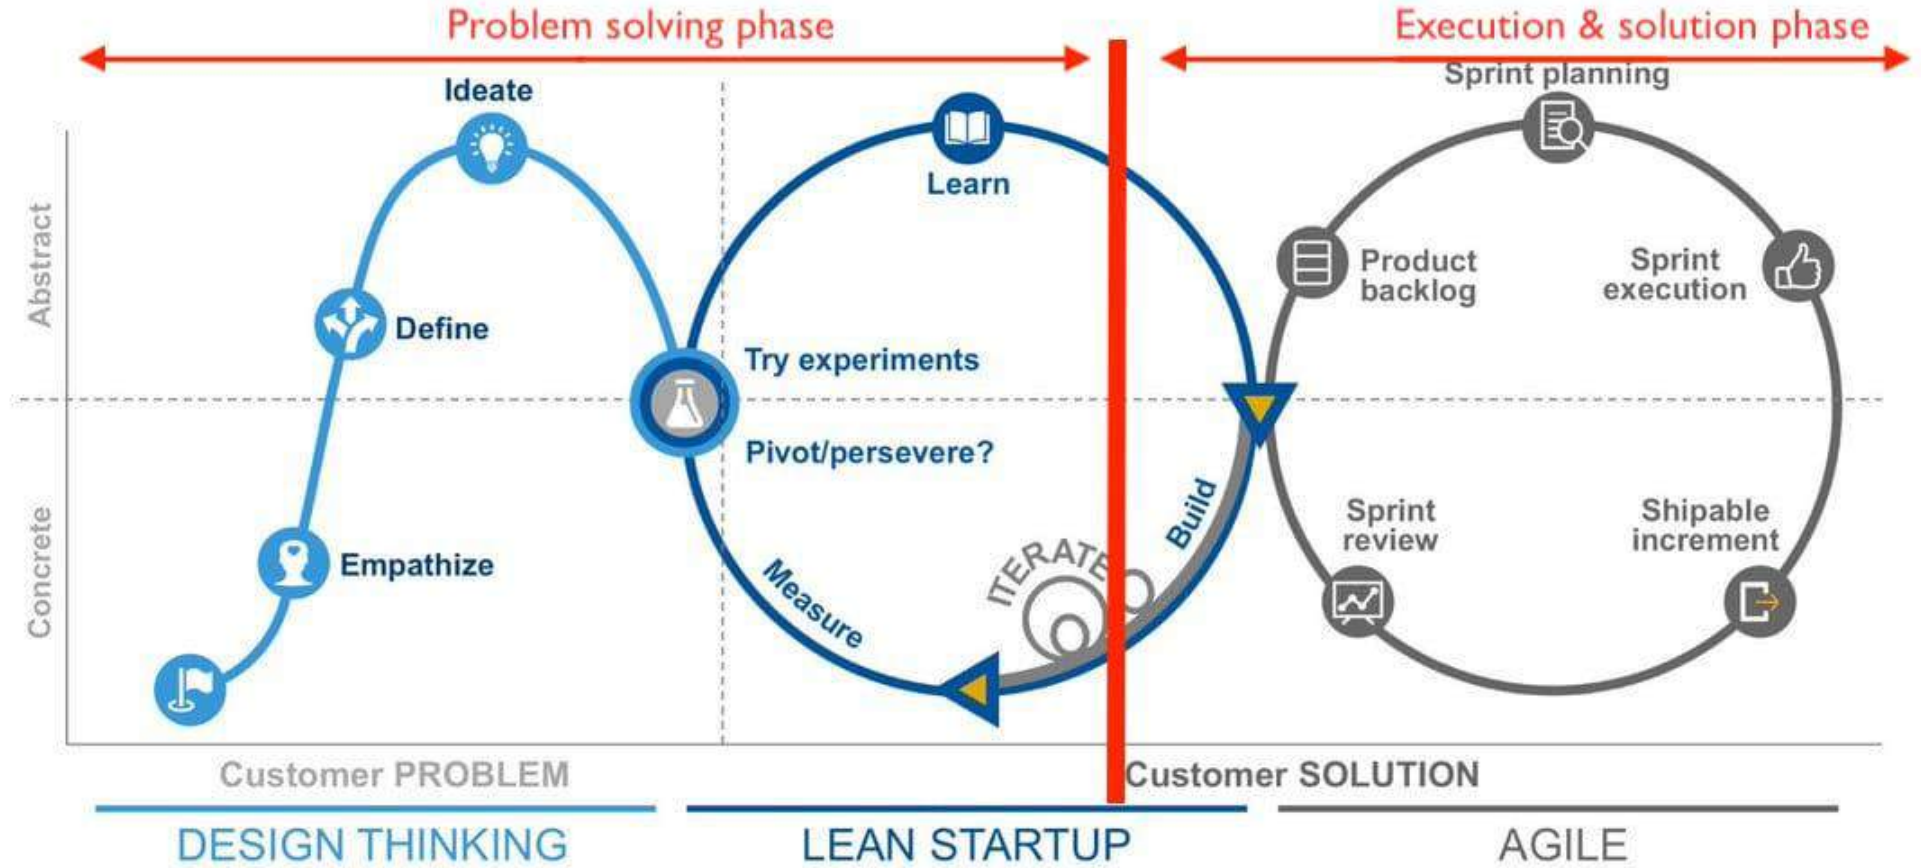 Problem solving phase
Execution & solution phase
Sprint planning
Ideate
Learn
Product
backlog
Sprint
execution
Abstract
Define
Try experiments
Pivot/persevere?
Concrete
Empathize
Measure
ITERATE
Build
Sprint
review
Shipable
increment
Customer PROBLEM
Customer SOLUTION
DESIGN THINKING
LEAN STARTUP
AGILE